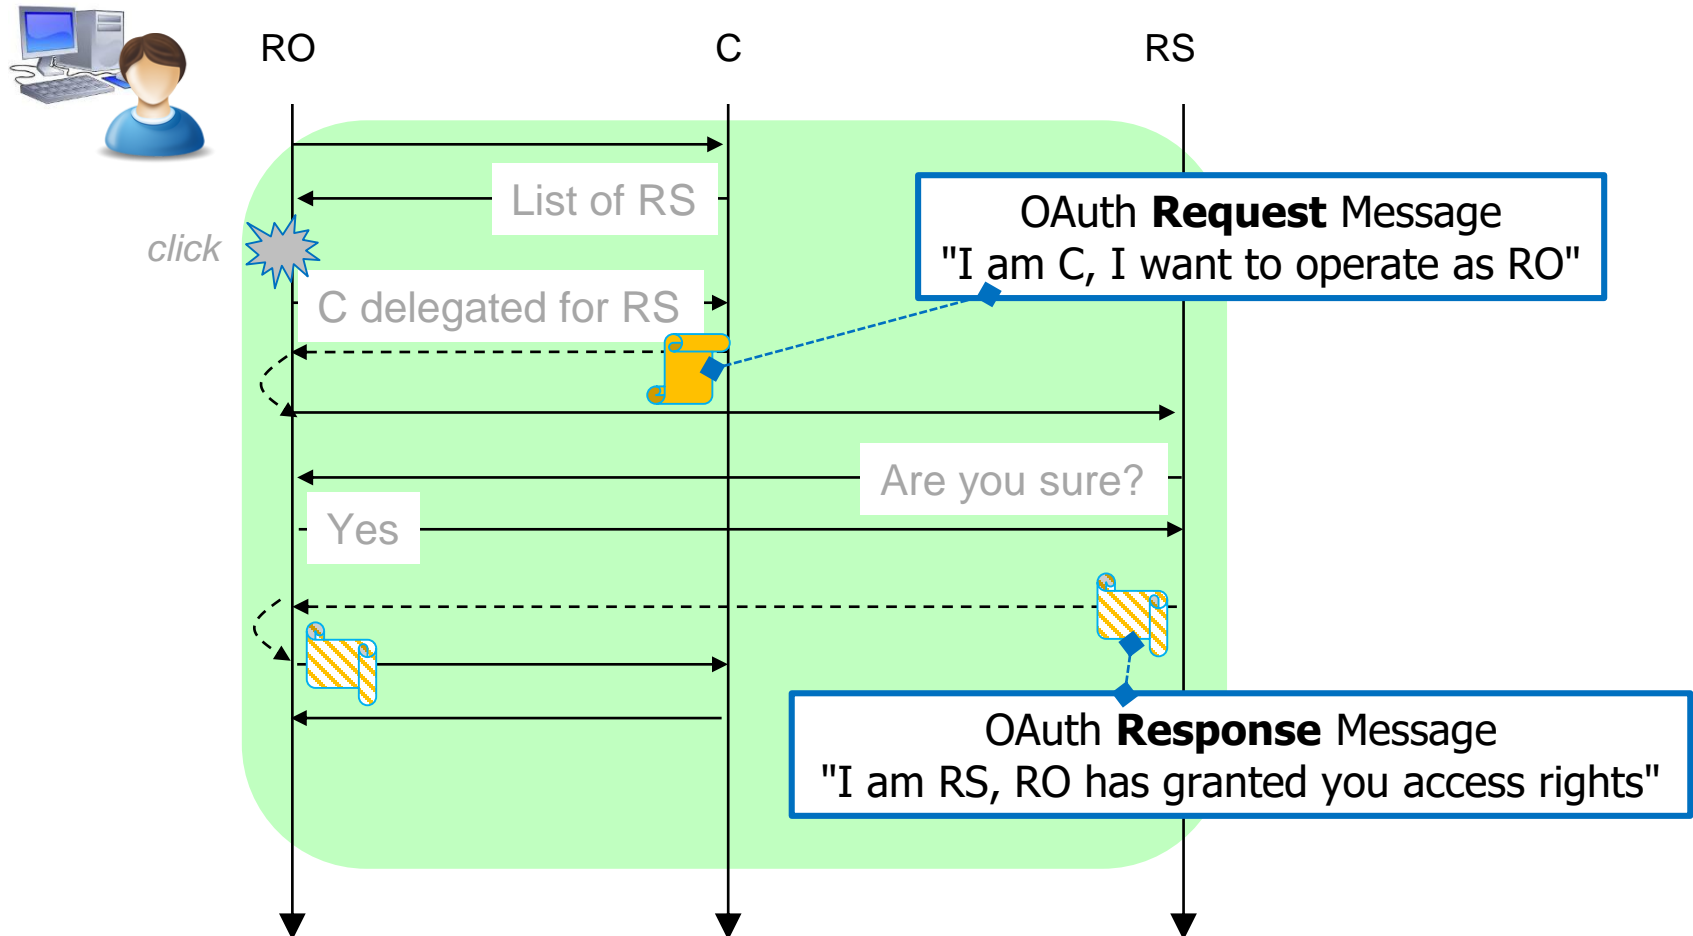 RO
C
RS
List of RS
OAuth Request Message
"I am C, I want to operate as RO"
click
C delegated for RS
Are you sure?
Yes
OAuth Response Message
"I am RS, RO has granted you access rights"